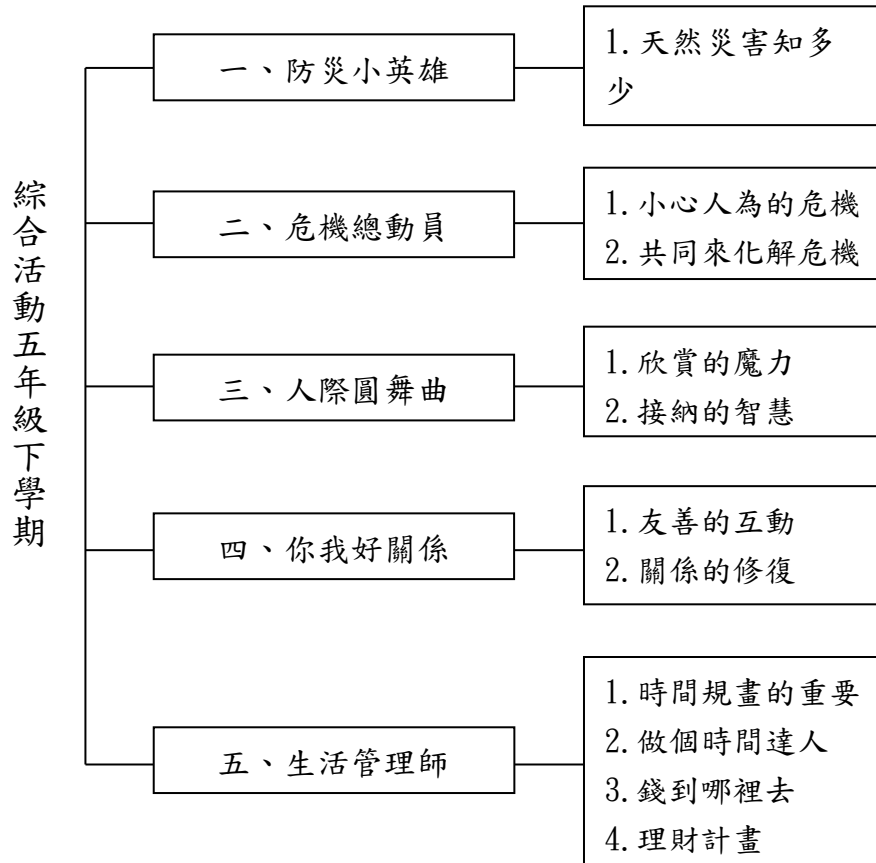 綜合活動五年級下學期
一、防災小英雄
1.天然災害知多
少
二、危機總動員
1.小心人為的危機
2.共同來化解危機
三、人際圓舞曲
1.欣賞的魔力
2.接納的智慧
四、你我好關係
1.友善的互動
2.關係的修復
五、生活管理師
1.時間規畫的重要
2.做個時間達人
3.錢到哪裡去
4.理財計畫